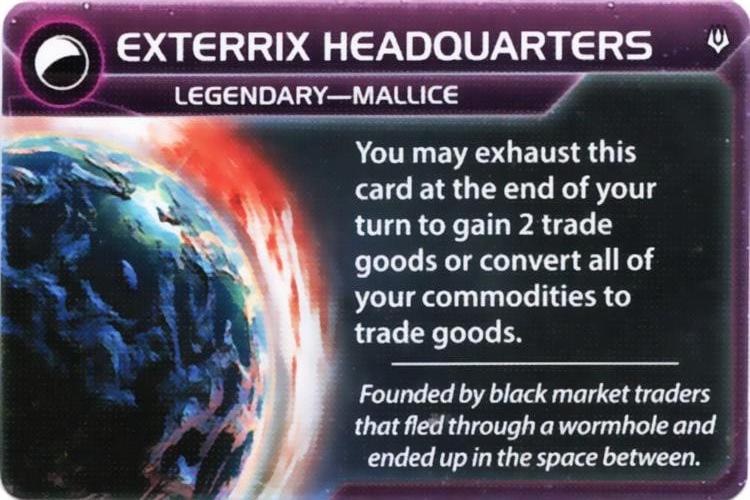 EXTERRIX HEADQUARTERS
LEGENDARY—MALLICE
You may exhaust this
card at the end of your
turn to gain 2 trade
goods or convert all of
your commodities to
trade goods.
Founded by black market traders
that fled through a wormhole and
ended up in the space between.